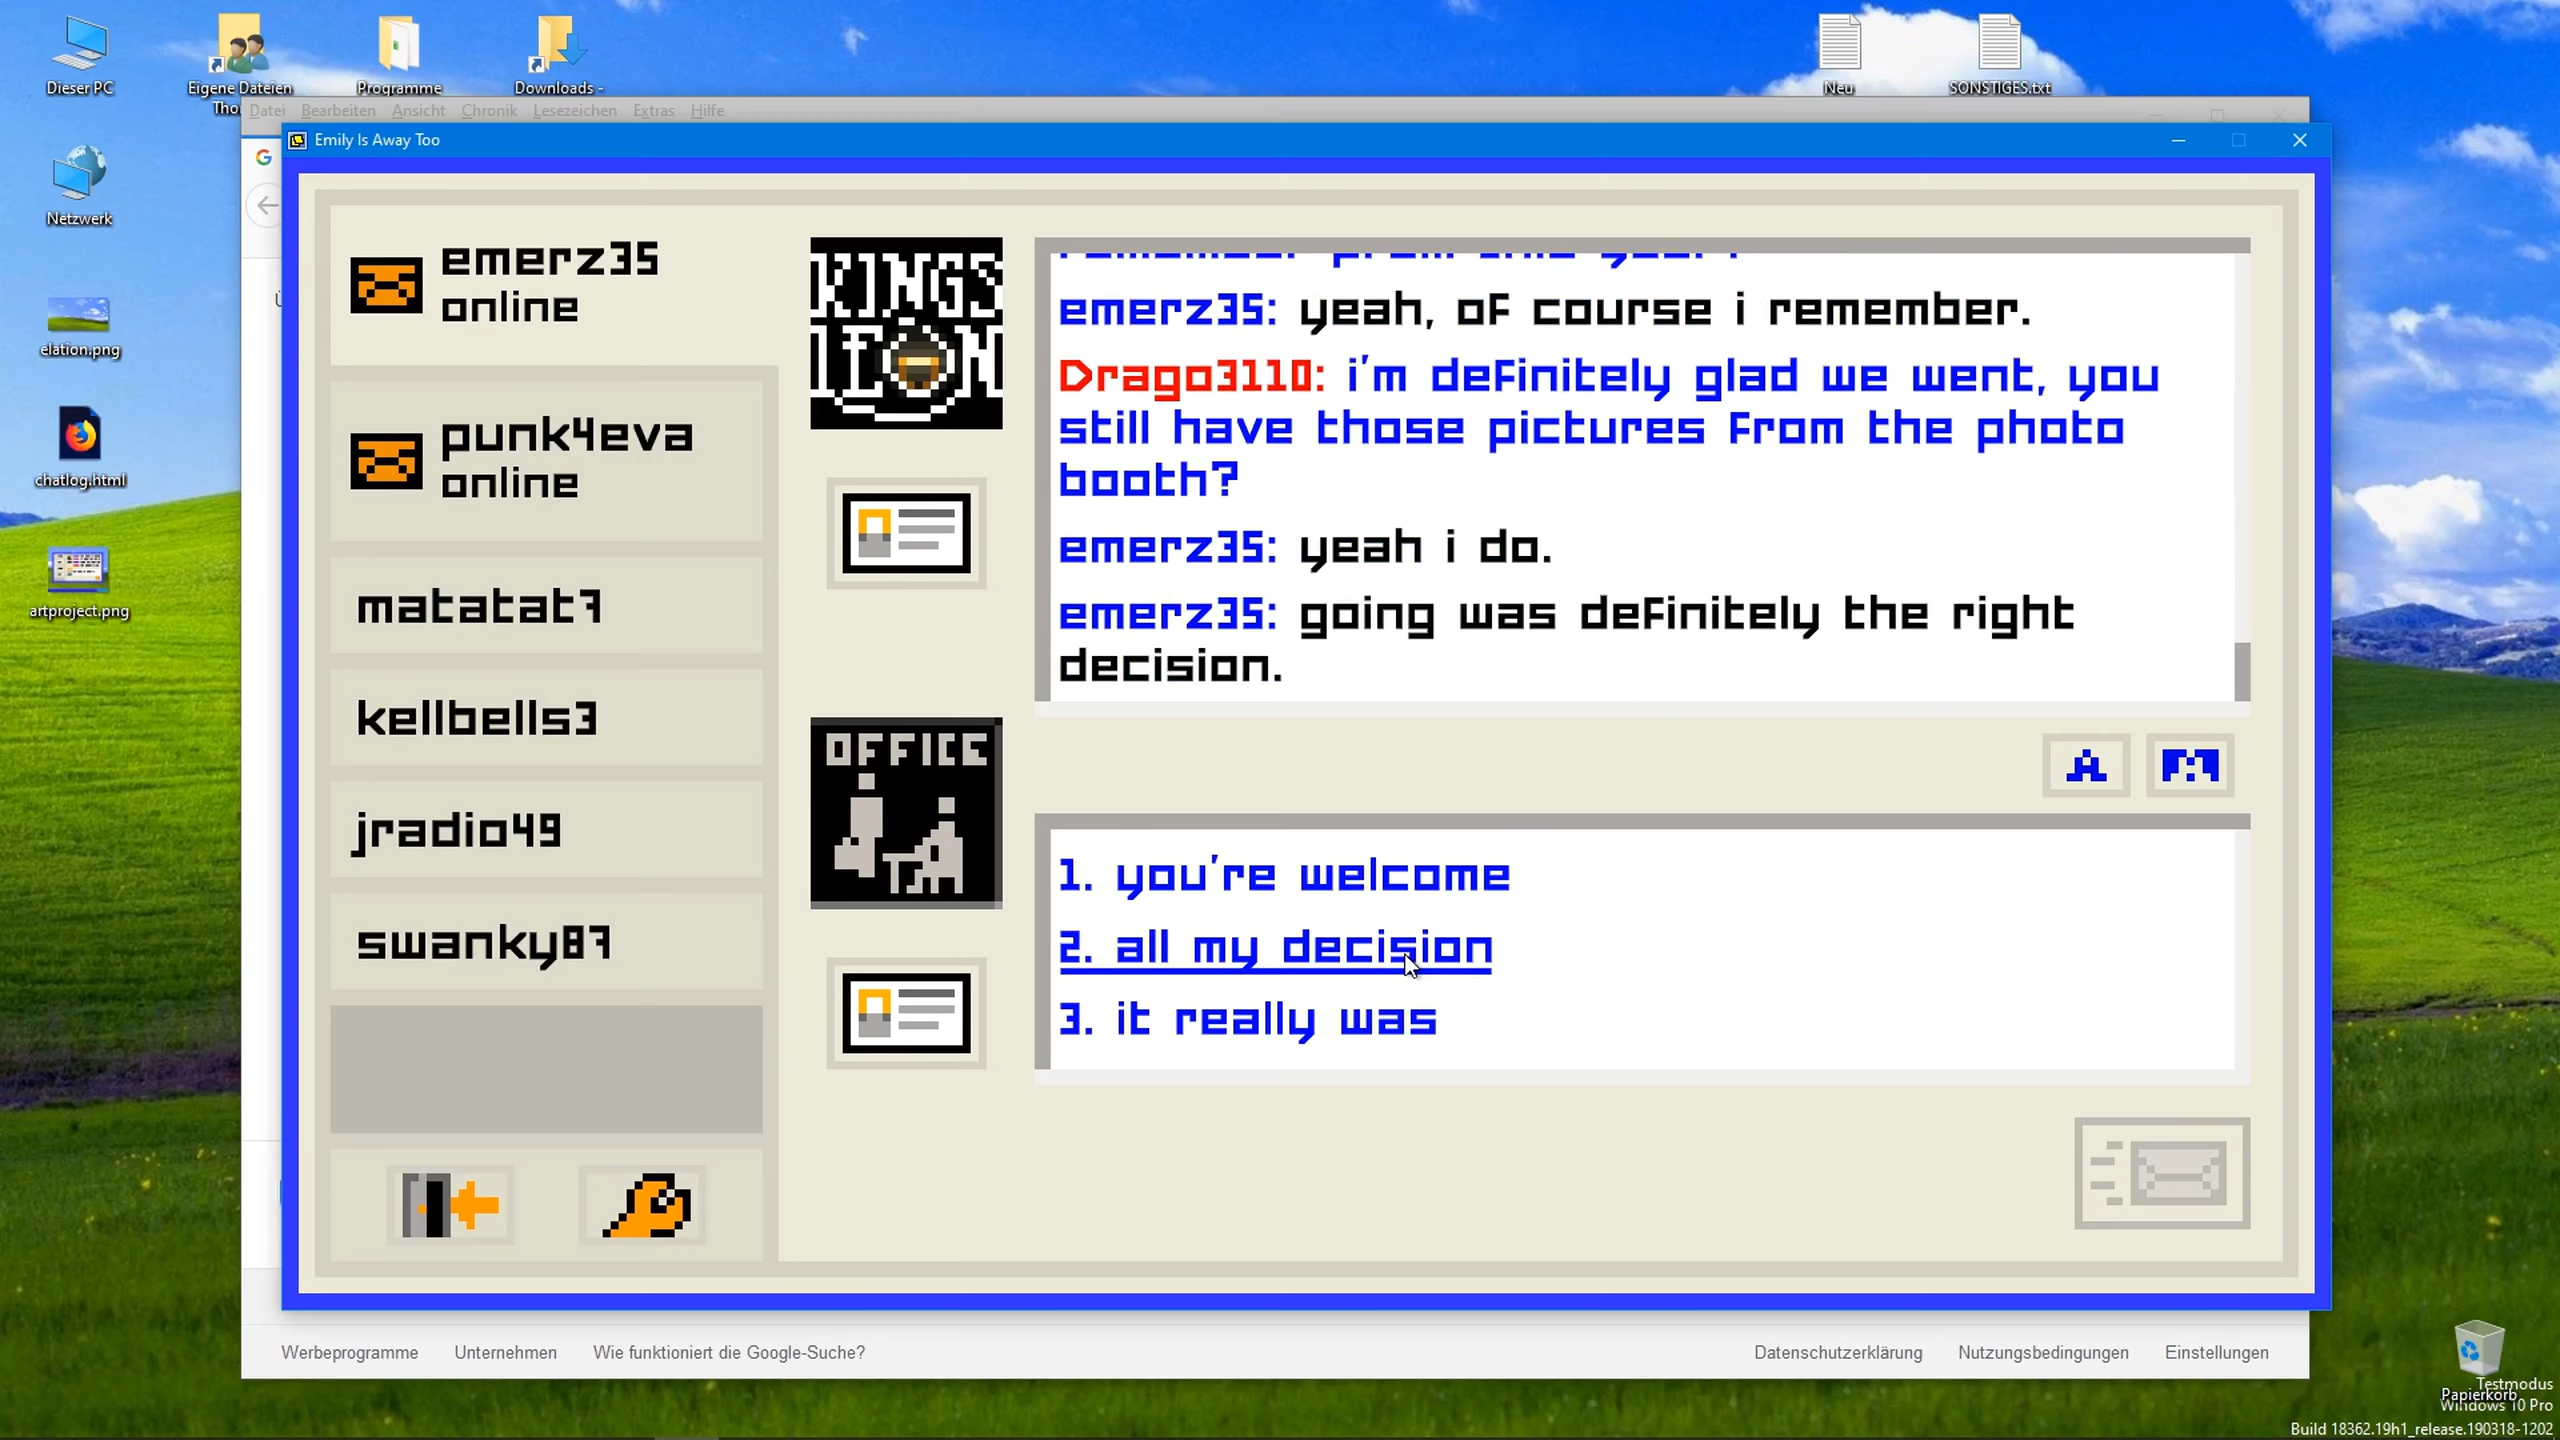 Dieser PC
Eigene Dateien
Tho
Programme
Downloads -
Neu
SONSTIGES.txt
Netzwerk
elation.png
chatlog.html
artproject.png
Datei Bearbeiten Ansicht Chronik Lesezeichen Extras Hilfe
Emily Is Away Too
emerz35
online
punk4eva
online
matatat7
kellbells3
jradio49
swanky87
KINGS
OFFICE
emerz35: yeah, of course i remember.
Drago3110: i'm definitely glad we went, you
still have those pictures from the photo
booth?
emerz35: yeah i do.
emerz35: going was definitely the right
decision.
A M
1. you're welcome
2. all my decision
3. it really was
Werbeprogramme Unternehmen Wie funktioniert die Google-Suche?
Datenschutzerklärung Nutzungsbedingungen Einstellungen
Papierkorb
Testmodus
Windows 10 Pro
Build 18362.19h1_release.190318-1202